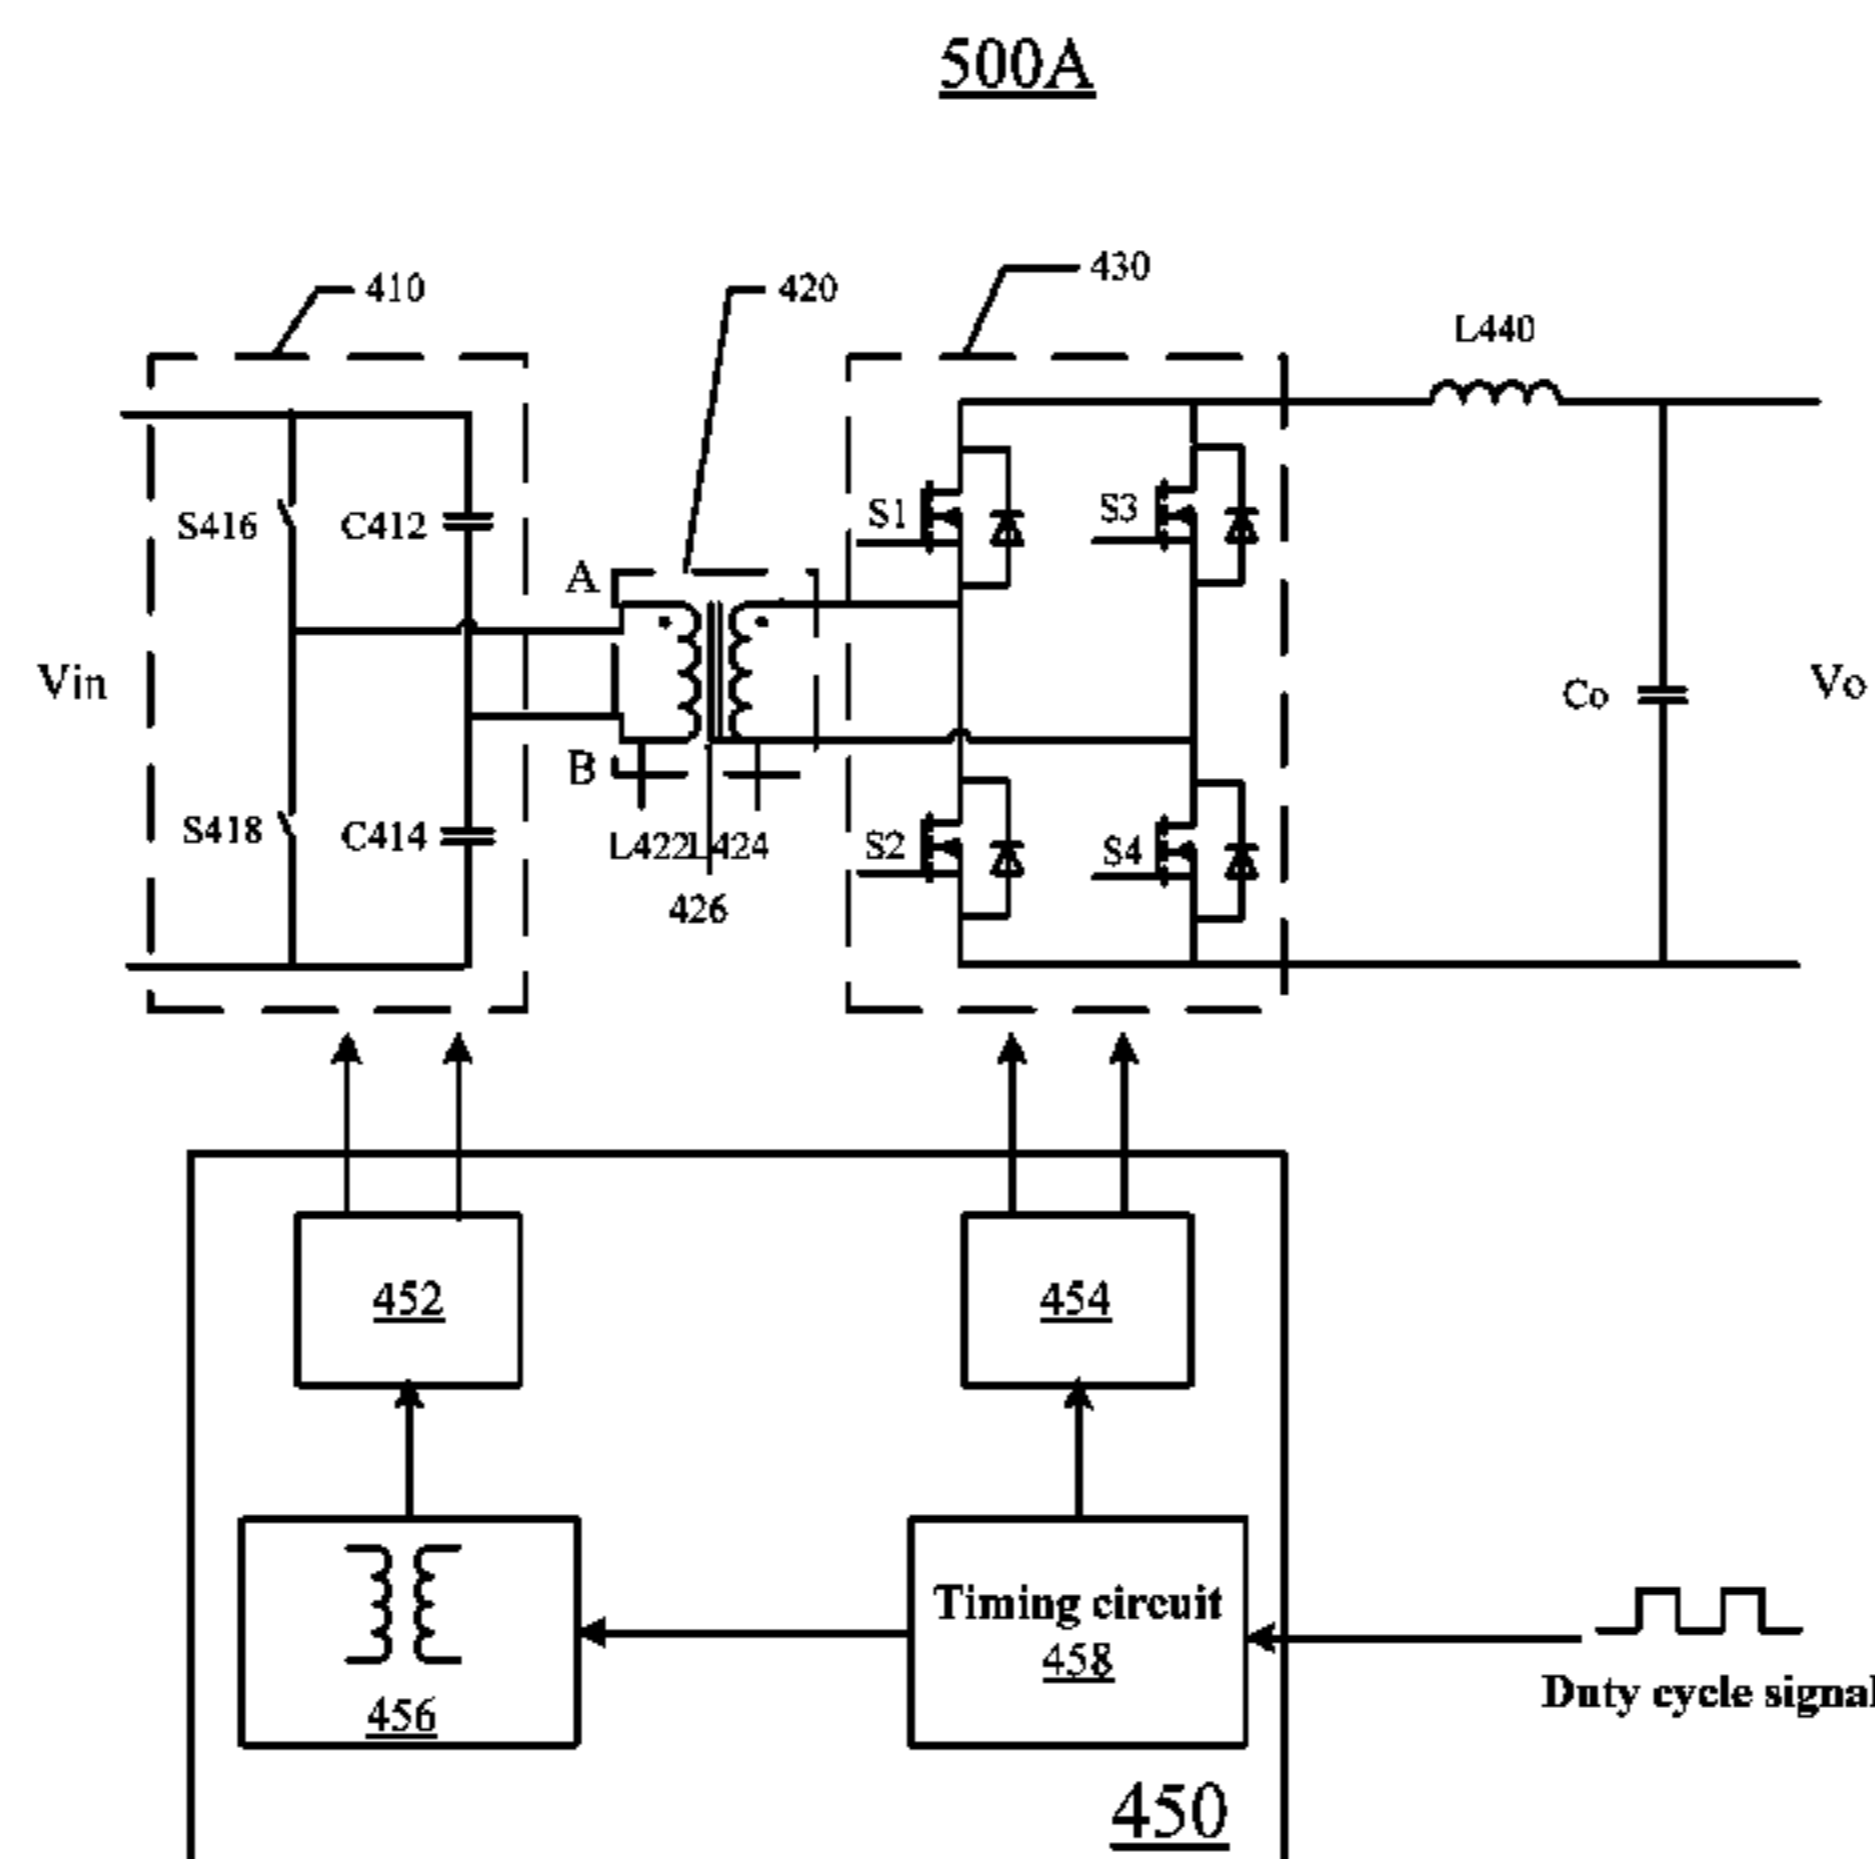 500A
410
420
430
L440
S416
C412
S1
S3
A
Vin
Co
Vo
B
S418
C414
L422
L424
S2
S4
426
452
454
Timing circuit
458
456
Duty cycle signal
450